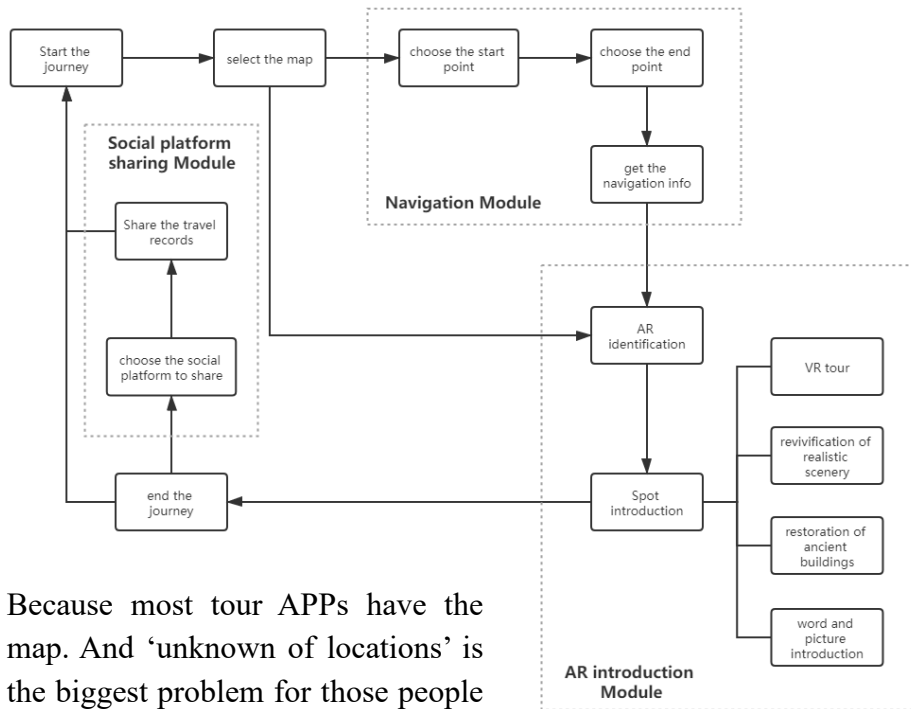 Start the
journey
select the map
choose the start
point
choose the end
point
get the
navigation info
Navigation Module
Social platform
sharing Module
Share the travel
records
choose the social
platform to share
end the
journey
AR
identification
Spot
introduction
VR tour
revivification of
realistic
scenery
restoration of
ancient
buildings
word and
picture
introduction
AR introduction
Module
Because most tour APPs have the
map. And ‘unknown of locations’ is
the biggest problem for those people